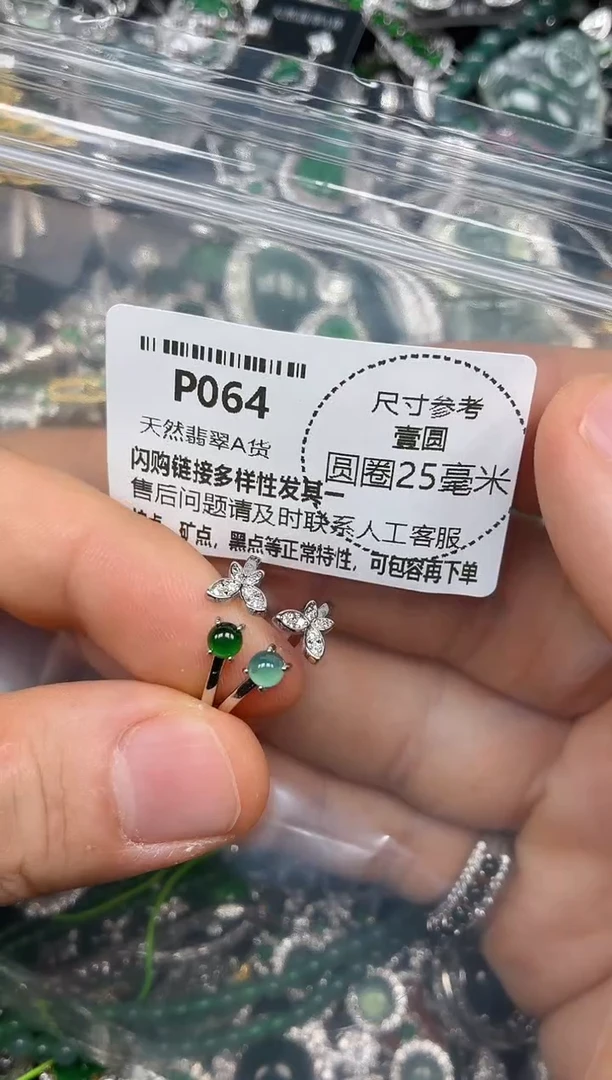 P064
天然翡翠A货
闪购链接多样性发其一
售后问题请及时联系人工客服
矿点，黑点等正常特性，可包容再下单
尺寸参考
壹圆
圆圈25毫米